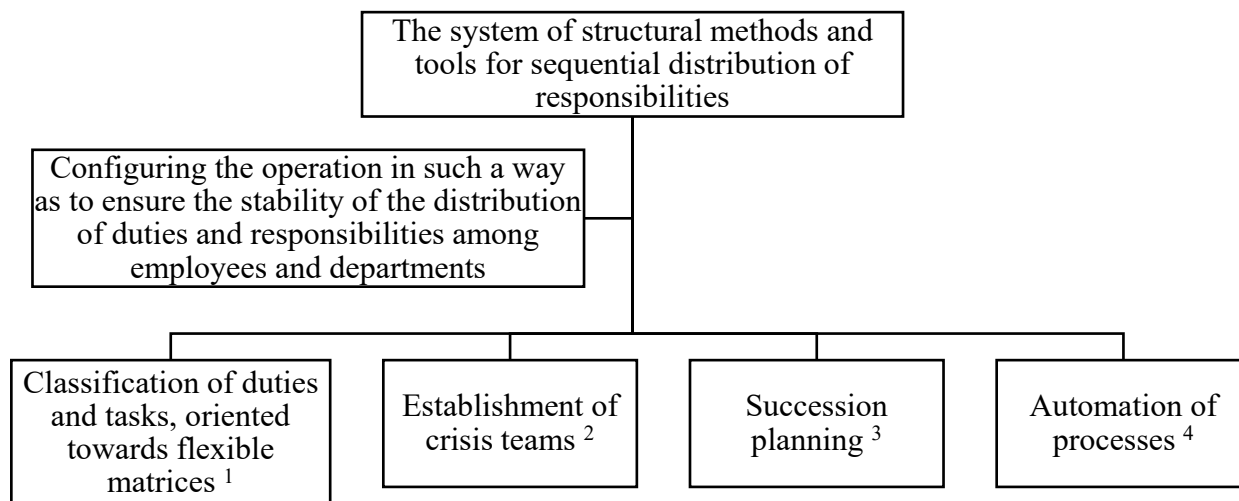 The system of structural methods and
tools for sequential distribution of
responsibilities
Configuring the operation in such a way
as to ensure the stability of the distribution
of duties and responsibilities among
employees and departments
Classification of duties
and tasks, oriented
towards flexible
matrices ¹
Establishment of
crisis teams ²
Succession
planning ³
Automation of
processes ⁴